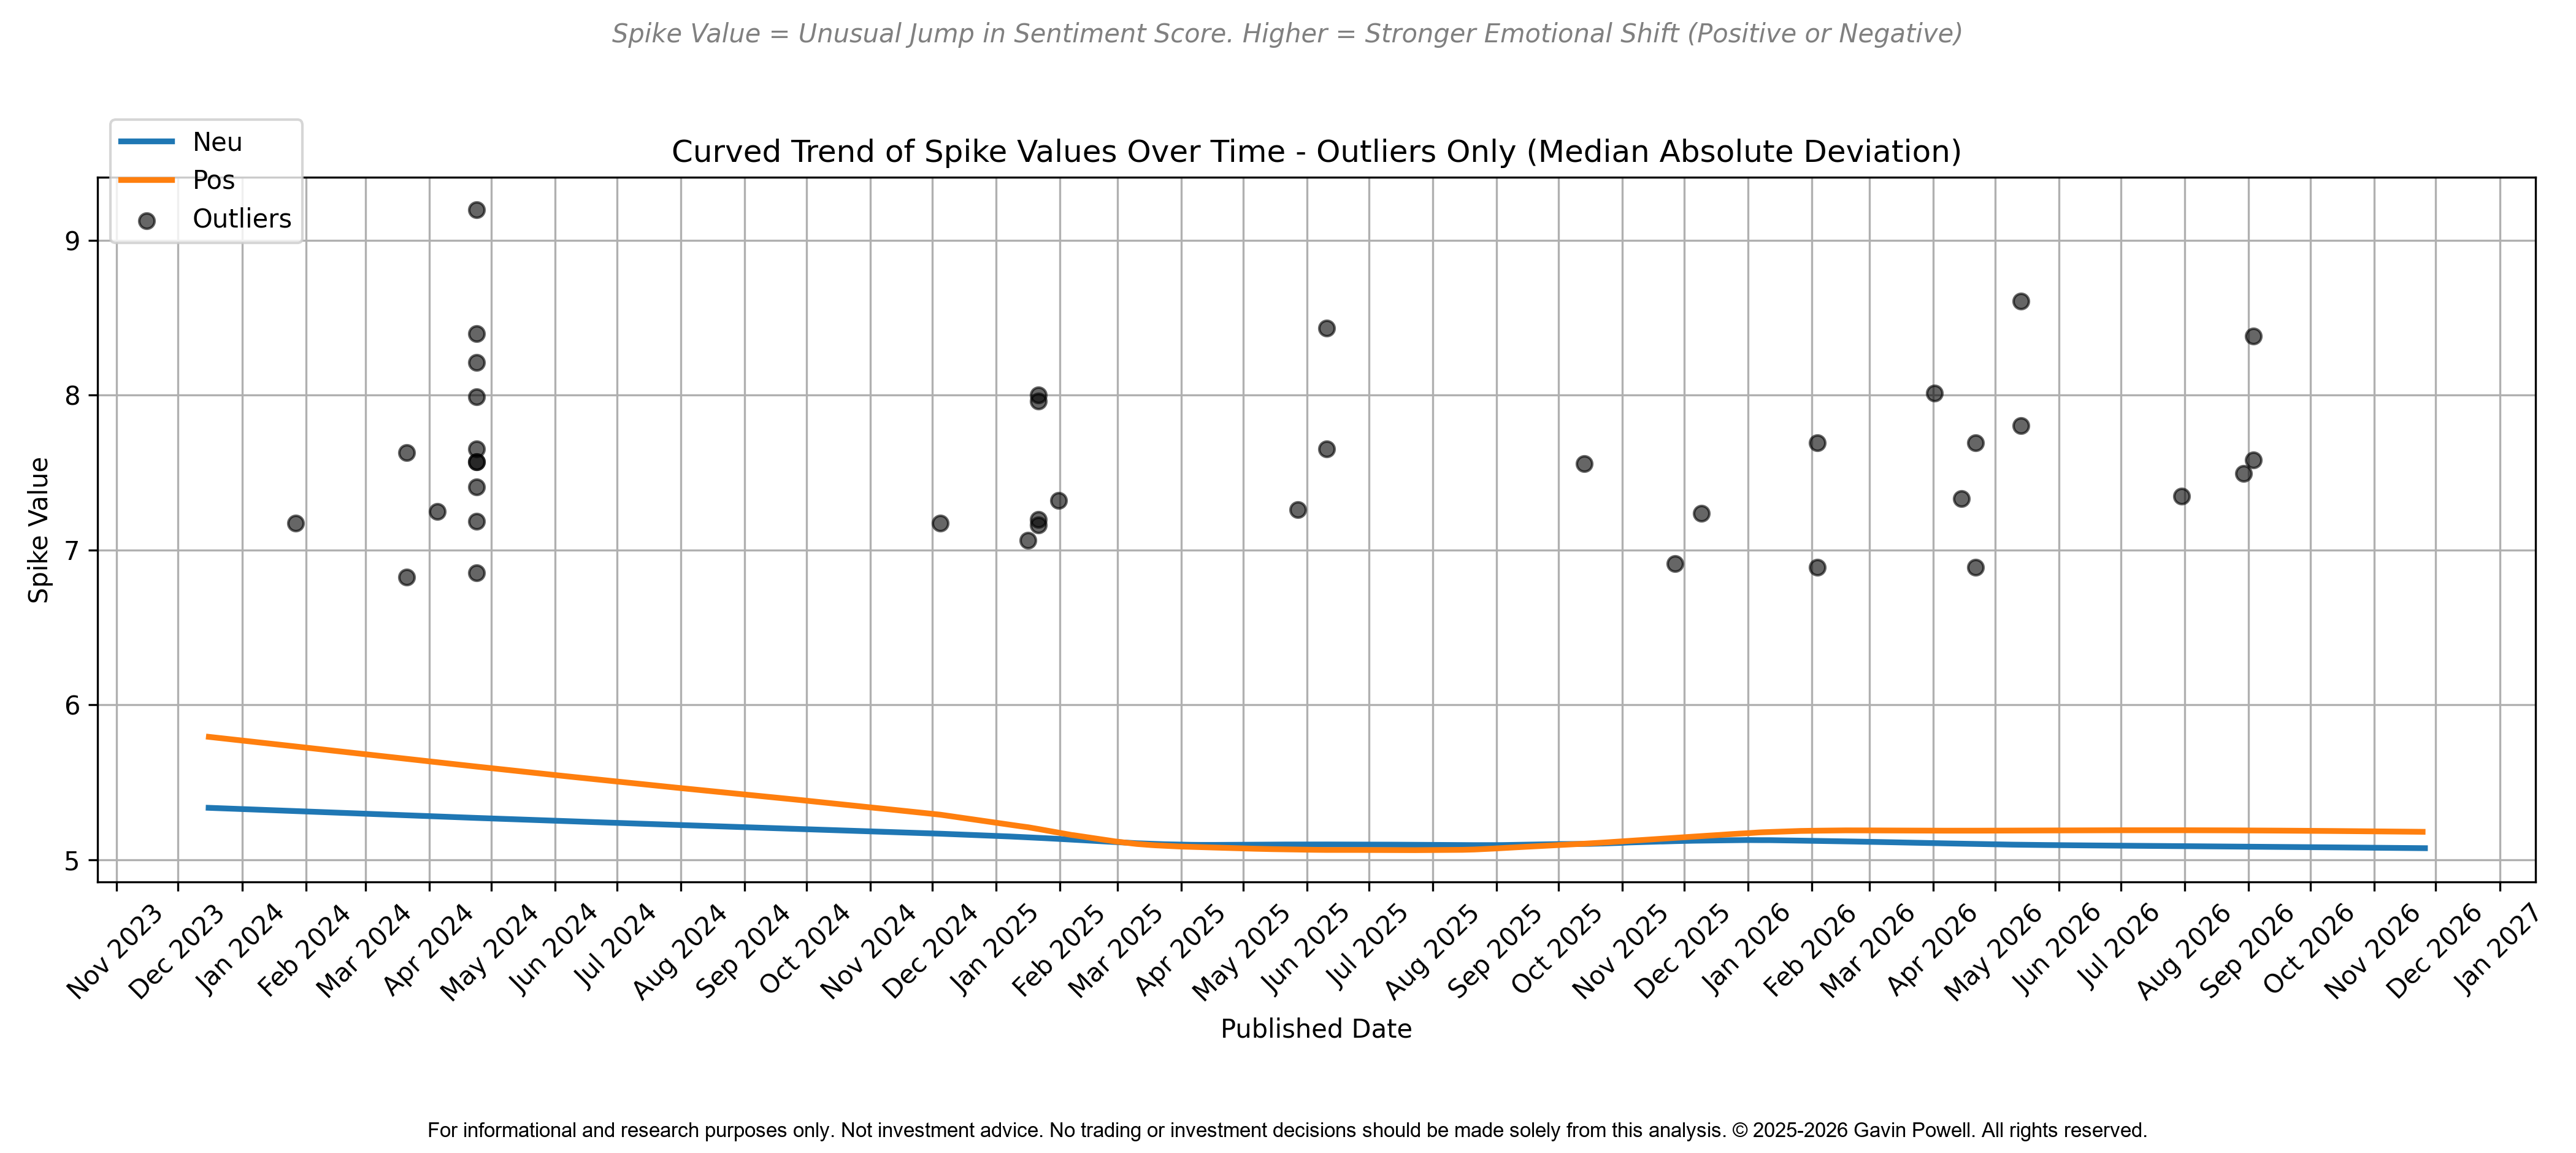 Spike Value = Unusual Jump in Sentiment Score. Higher = Stronger Emotional Shift (Positive or Negative)
Curved Trend of Spike Values Over Time - Outliers Only (Median Absolute Deviation)
Neu
Pos
Outliers
Spike Value
9
8
7
6
5
Nov 2023
Dec 2023
Jan 2024
Feb 2024
Mar 2024
Apr 2024
May 2024
Jun 2024
Jul 2024
Aug 2024
Sep 2024
Oct 2024
Nov 2024
Dec 2024
Jan 2025
Feb 2025
Mar 2025
Apr 2025
May 2025
Jun 2025
Jul 2025
Aug 2025
Sep 2025
Oct 2025
Nov 2025
Dec 2025
Jan 2026
Feb 2026
Mar 2026
Apr 2026
May 2026
Jun 2026
Jul 2026
Aug 2026
Sep 2026
Oct 2026
Nov 2026
Dec 2026
Jan 2027
Published Date
For informational and research purposes only. Not investment advice. No trading or investment decisions should be made solely from this analysis. © 2025-2026 Gavin Powell. All rights reserved.